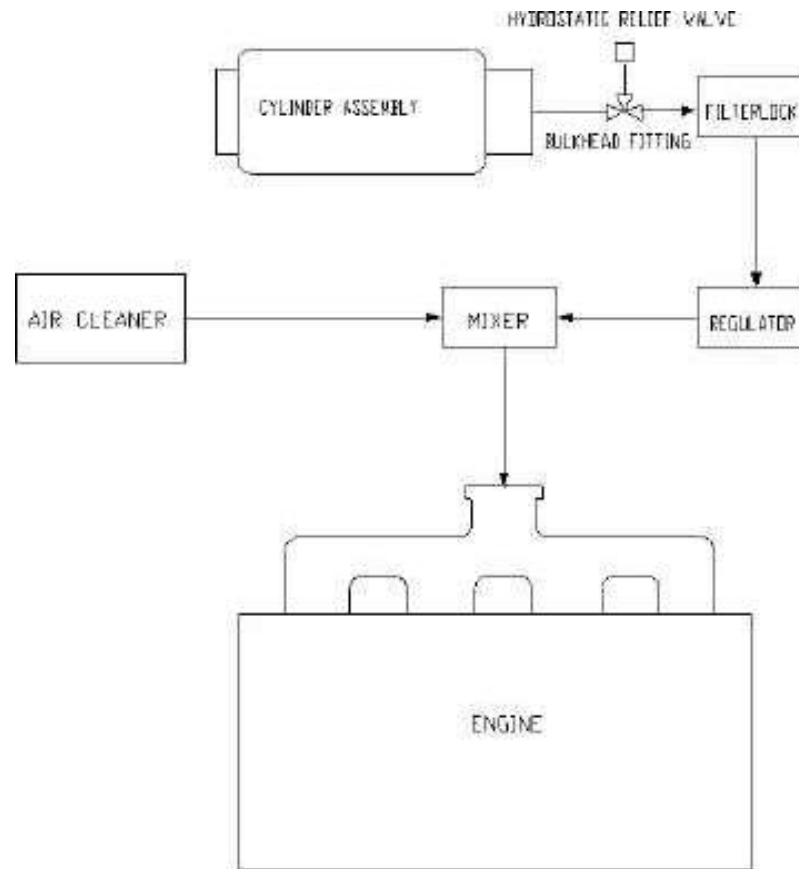 HYDROSTATIC RELIEF VALVE
CYLINDER ASSEMBLY
FILTERLOCK
BULKHEAD FITTING
AIR CLEANER
MIXER
REGULATOR
ENGINE